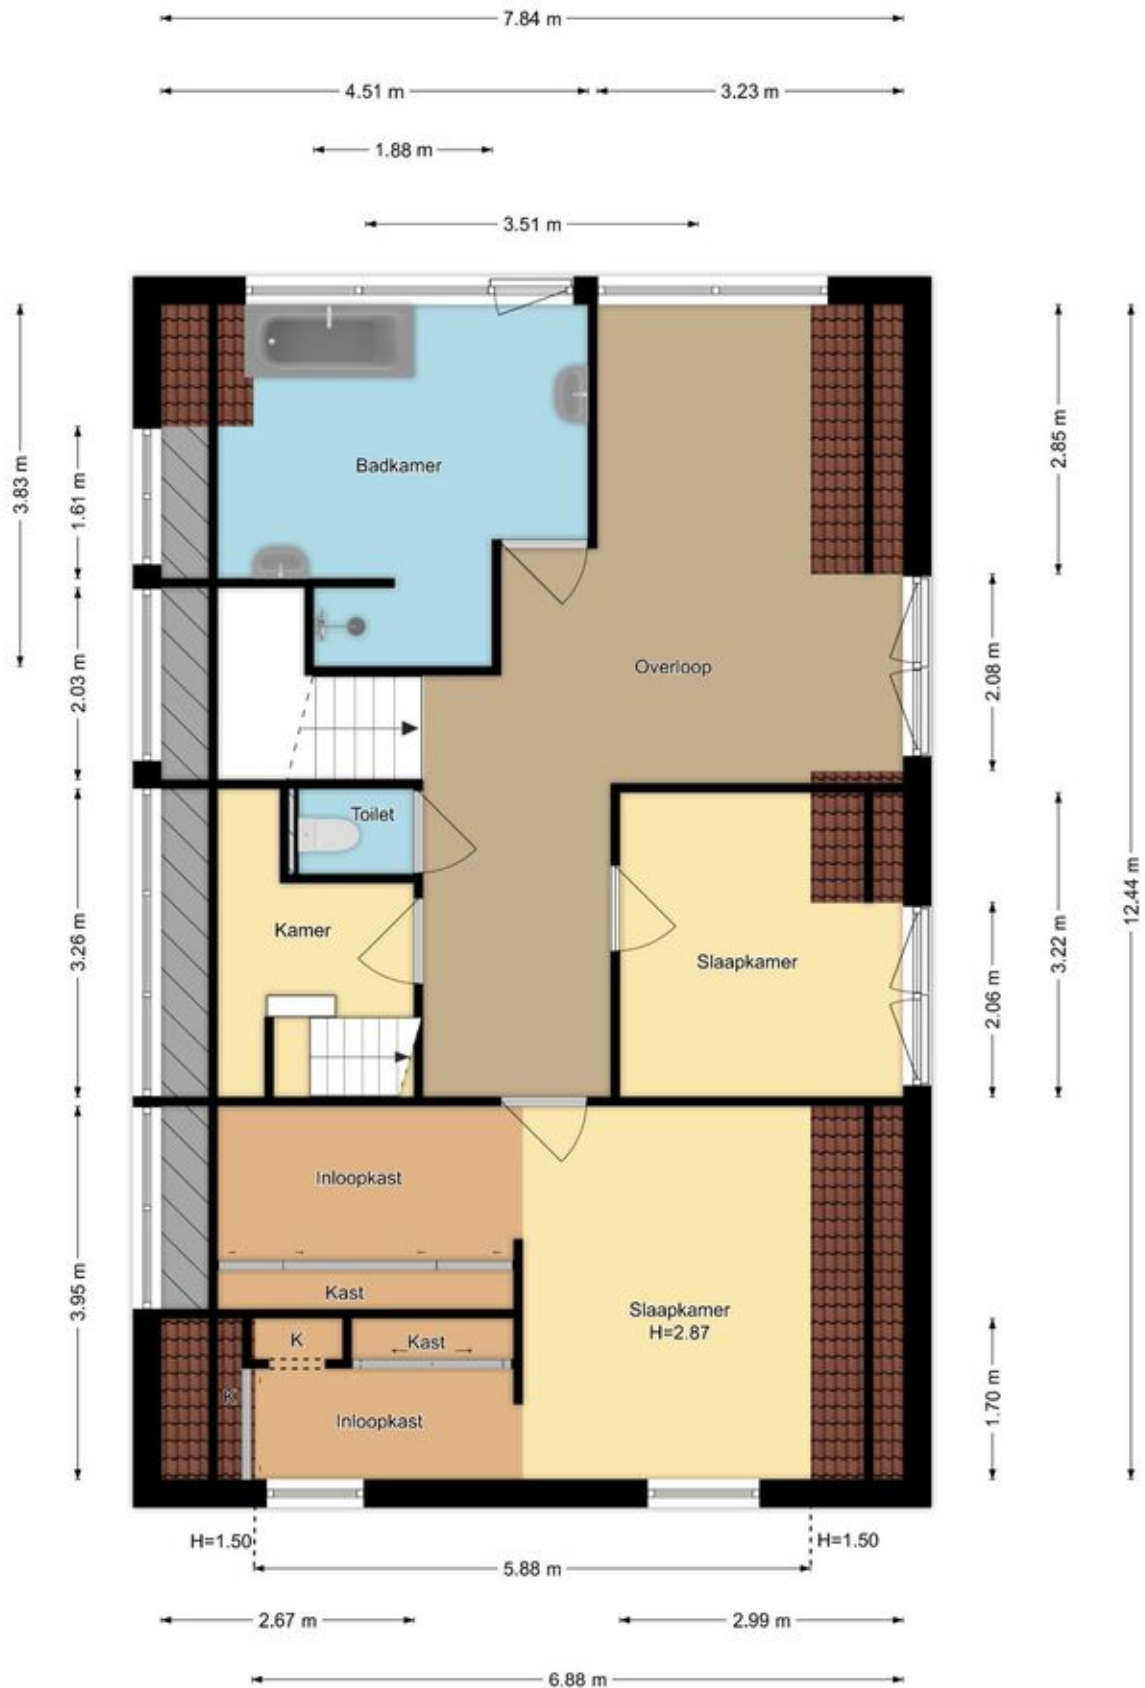 7.84 m
4.51 m
3.23 m
1.88 m
3.51 m
3.83 m
1.61 m
2.85 m
Badkamer
2.03 m
Overloop
2.08 m
Toilet
12.44 m
3.26 m
Kamer
Slaapkamer
3.22 m
2.06 m
Inloopkast
Kast
Slaapkamer
H=2.87
3.95 m
K
Kast
K
Inloopkast
1.70 m
H=1.50
H=1.50
5.88 m
2.67 m
2.99 m
6.88 m